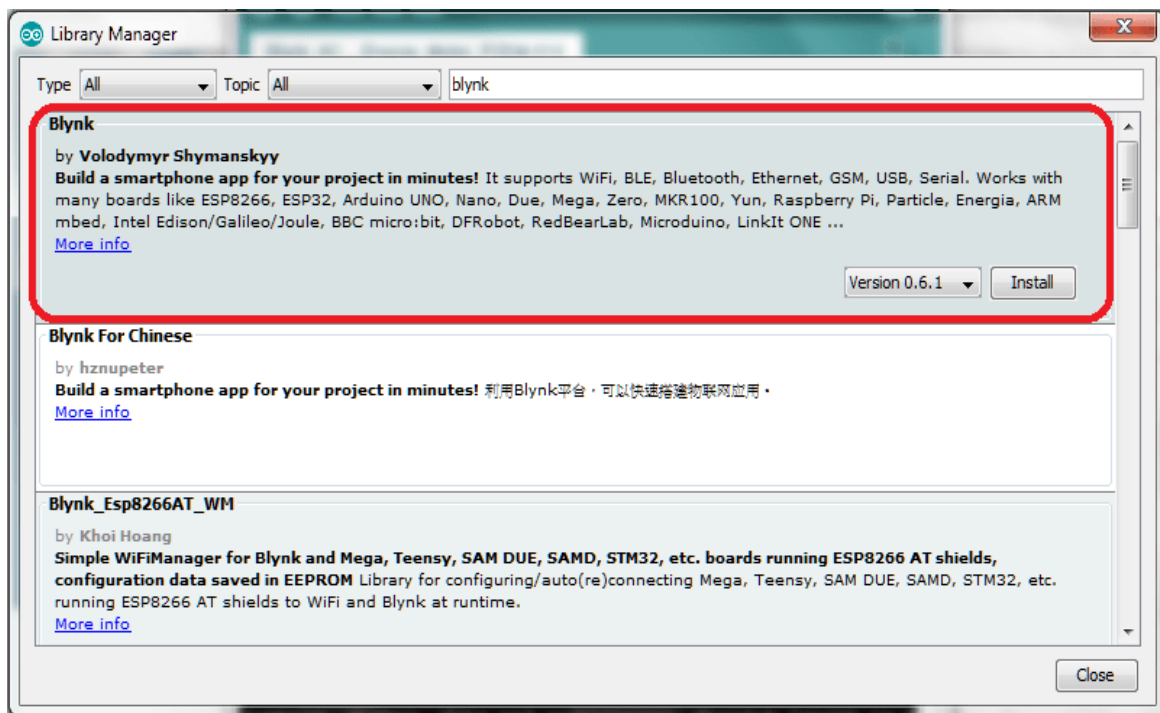 Library Manager
Type All Topic All blynk
Blynk
by Volodymyr Shymanskyy
Build a smartphone app for your project in minutes! It supports WiFi, BLE, Bluetooth, Ethernet, GSM, USB, Serial. Works with
many boards like ESP8266, ESP32, Arduino UNO, Nano, Due, Mega, Zero, MKR100, Yun, Raspberry Pi, Particle, Energia, ARM
mbed, Intel Edison/Galileo/Joule, BBC micro:bit, DFRobot, RedBearLab, Microduino, LinkIt ONE ...
More info
Version 0.6.1 Install
Blynk For Chinese
by hznupeter
Build a smartphone app for your project in minutes! 利用Blynk平台，可以快速搭建物联网应用。
More info
Blynk_Esp8266AT_WM
by Khoi Hoang
Simple WiFiManager for Blynk and Mega, Teensy, SAM DUE, SAMD, STM32, etc. boards running ESP8266 AT shields,
configuration data saved in EEPROM Library for configuring/auto(re)connecting Mega, Teensy, SAM DUE, SAMD, STM32, etc.
running ESP8266 AT shields to WiFi and Blynk at runtime.
More info
Close